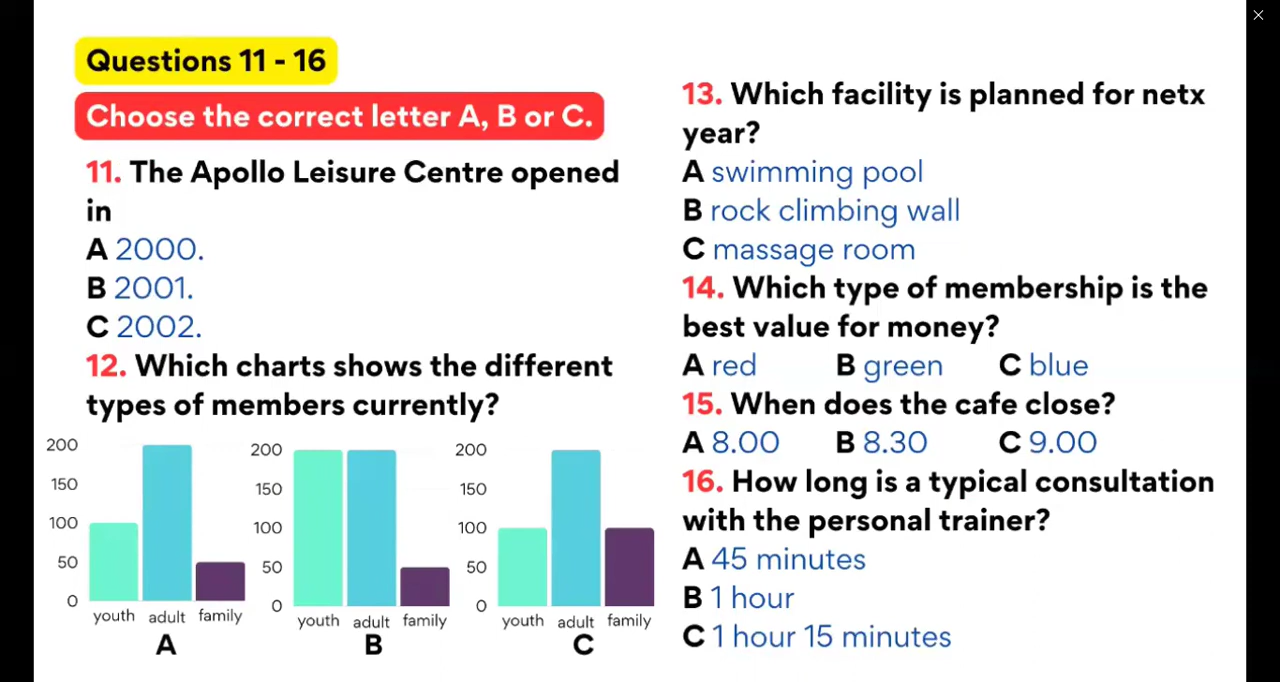 Questions 11 - 16
Choose the correct letter A, B or C.
11. The Apollo Leisure Centre opened
in
A 2000.
B 2001.
C 2002.
12. Which charts shows the different
types of members currently?
200
150
100
50
0
youth adult family
A
200
150
100
50
0
youth adult family
B
200
150
100
50
0
youth adult family
C
13. Which facility is planned for netx
year?
A swimming pool
B rock climbing wall
C massage room
14. Which type of membership is the
best value for money?
A red B green C blue
15. When does the cafe close?
A 8.00 B 8.30 C 9.00
16. How long is a typical consultation
with the personal trainer?
A 45 minutes
B 1 hour
C 1 hour 15 minutes